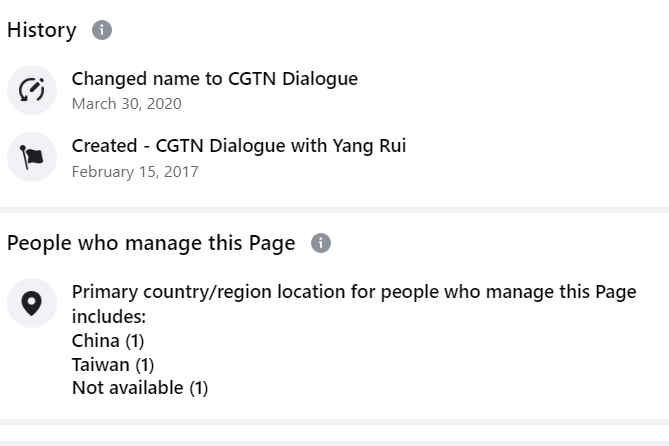 History
Changed name to CGTN Dialogue
March 30, 2020
Created - CGTN Dialogue with Yang Rui
February 15, 2017
People who manage this Page
Primary country/region location for people who manage this Page
includes:
China (1)
Taiwan (1)
Not available (1)